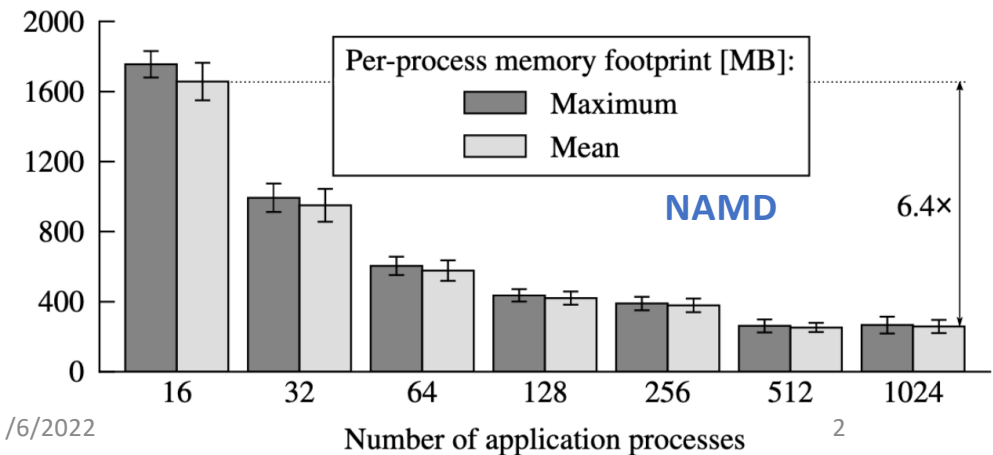 2000
Per-process memory footprint [MB]:
1600
Maximum
Mean
1200
NAMD
6.4×
800
400
0
16 32 64 128 256 512 1024
/6/2022
2
Number of application processes